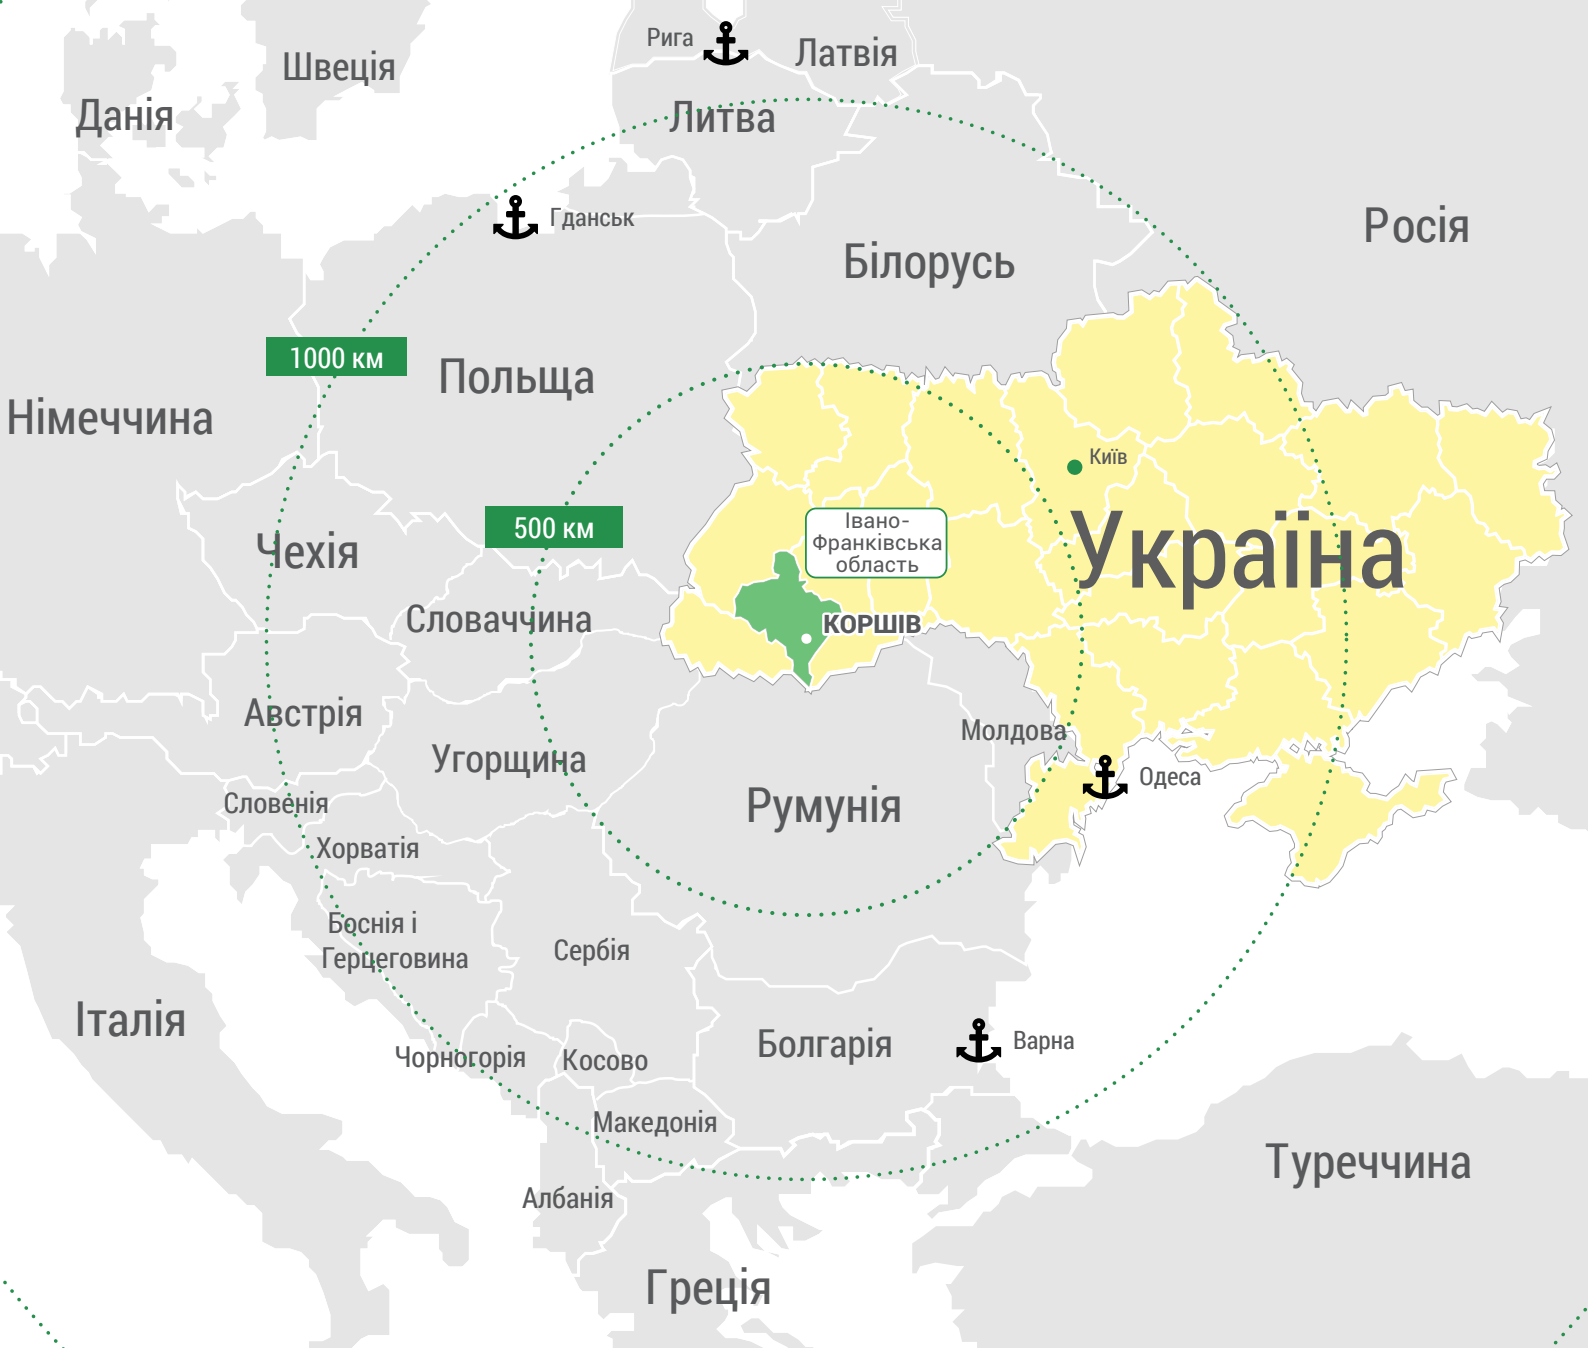 Рига
Латвія
Швеція
Данія
Литва
Гданськ
Росія
Білорусь
1000 км
Польща
Німеччина
Київ
500 км
Івано-
Франківська
область
Україна
Чехія
Словаччина
КОРШІВ
Австрія
Молдова
Угорщина
Одеса
Румунія
Словенія
Хорватія
Боснія і
Герцеговина
Сербія
Італія
Болгарія
Варна
Чорногорія
Косово
Македонія
Туреччина
Албанія
Греція